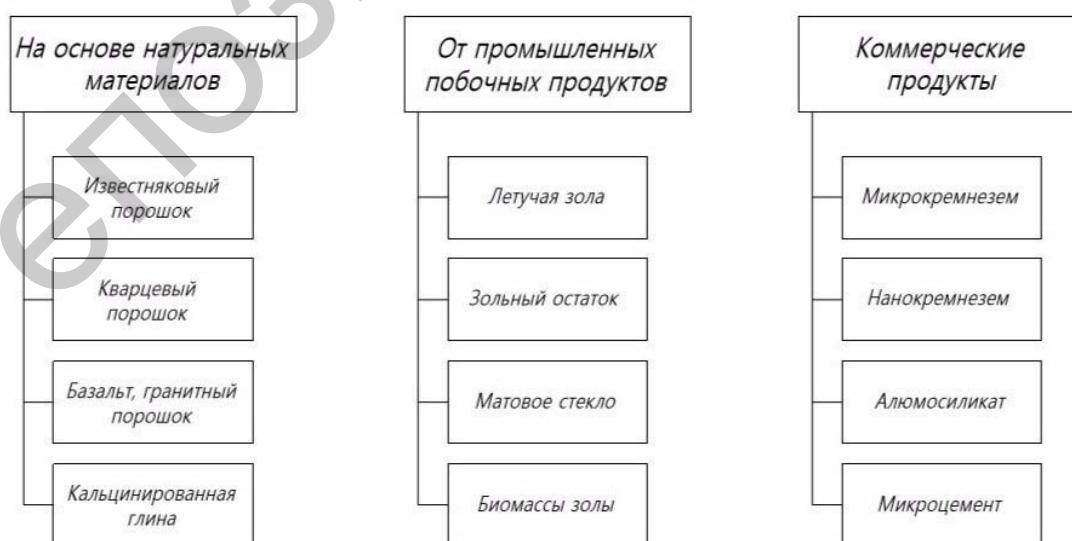 На основе натуральных
материалов
Известняковый
порошок
Кварцевый
порошок
Базальт, гранитный
порошок
Кальцинированная
глина
От промышленных
побочных продуктов
Летучая зола
Зольный остаток
Матовое стекло
Биомассы золы
Коммерческие
продукты
Микрокремнезем
Нанокремнезем
Алюмосиликат
Микроцемент